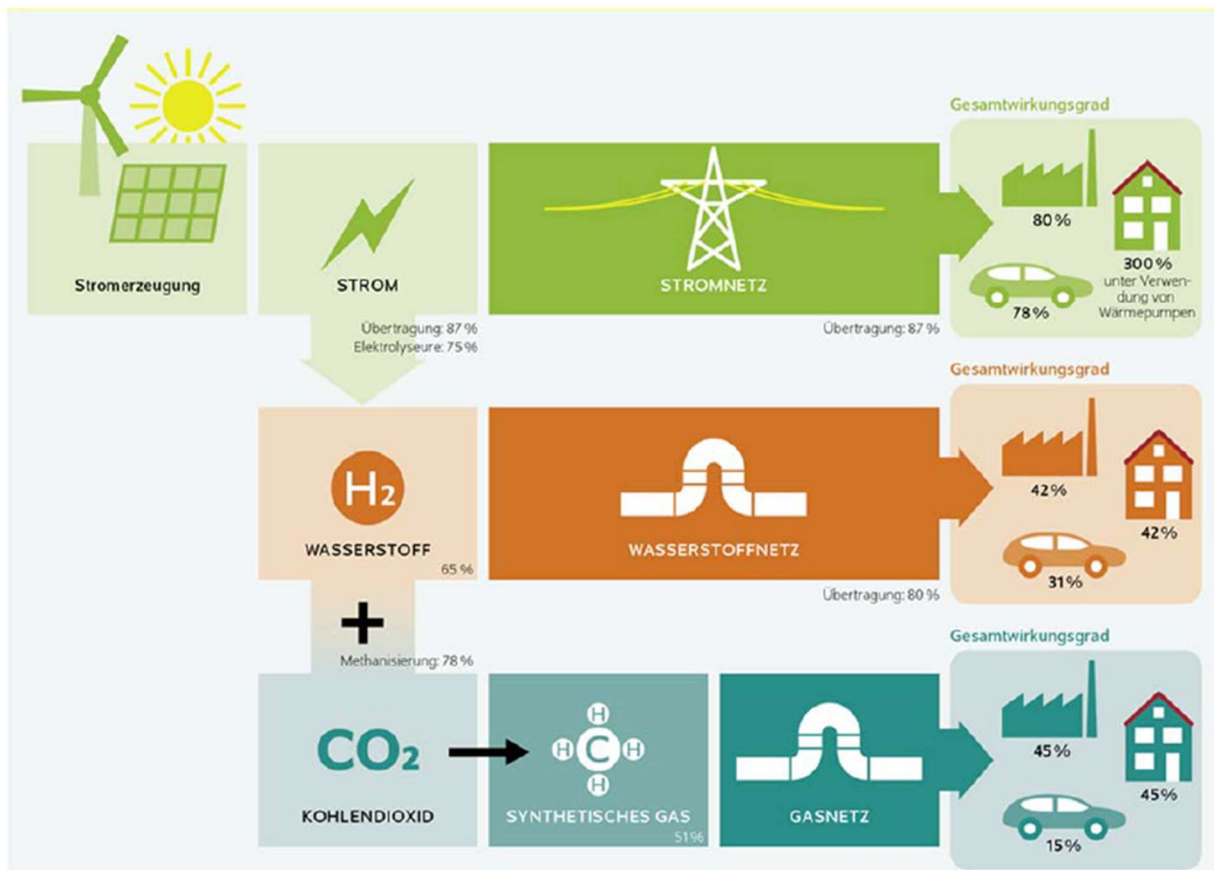 Gesamtwirkungsgrad
80 %
300 %
unter Verwen-
dung von
Wärmepumpen
78 %
Stromerzeugung
STROM
STROMNETZ
Übertragung: 87 %
Elektrolyseure: 75 %
Übertragung: 87 %
Gesamtwirkungsgrad
H₂
42 %
42 %
31 %
WASSERSTOFF
65 %
WASSERSTOFFNETZ
Übertragung: 80 %
+
Methanisierung: 78 %
Gesamtwirkungsgrad
CO₂
H
H C H
H
45 %
45 %
15 %
KOHLENDIOXID
SYNTHETISCHES GAS
51%
GASNETZ